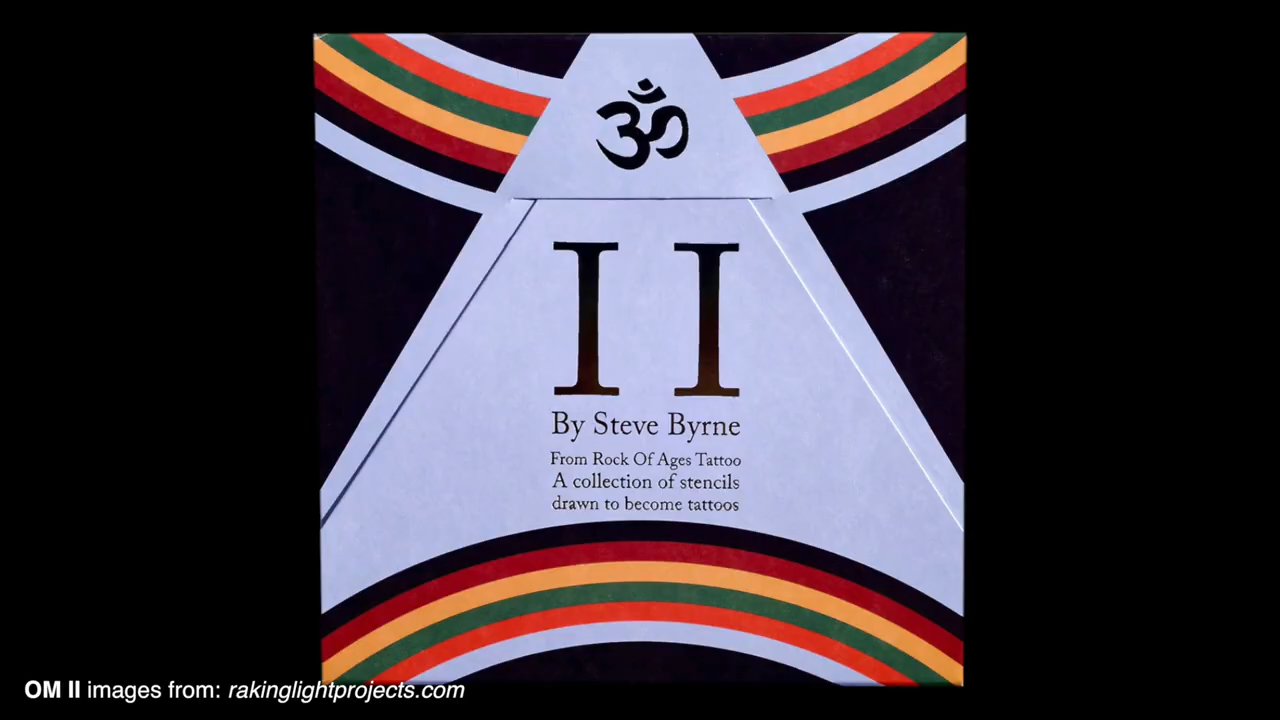 ॐ
II
By Steve Byrne
From Rock Of Ages Tattoo
A collection of stencils
drawn to become tattoos
OM II images from: rakinglightprojects.com